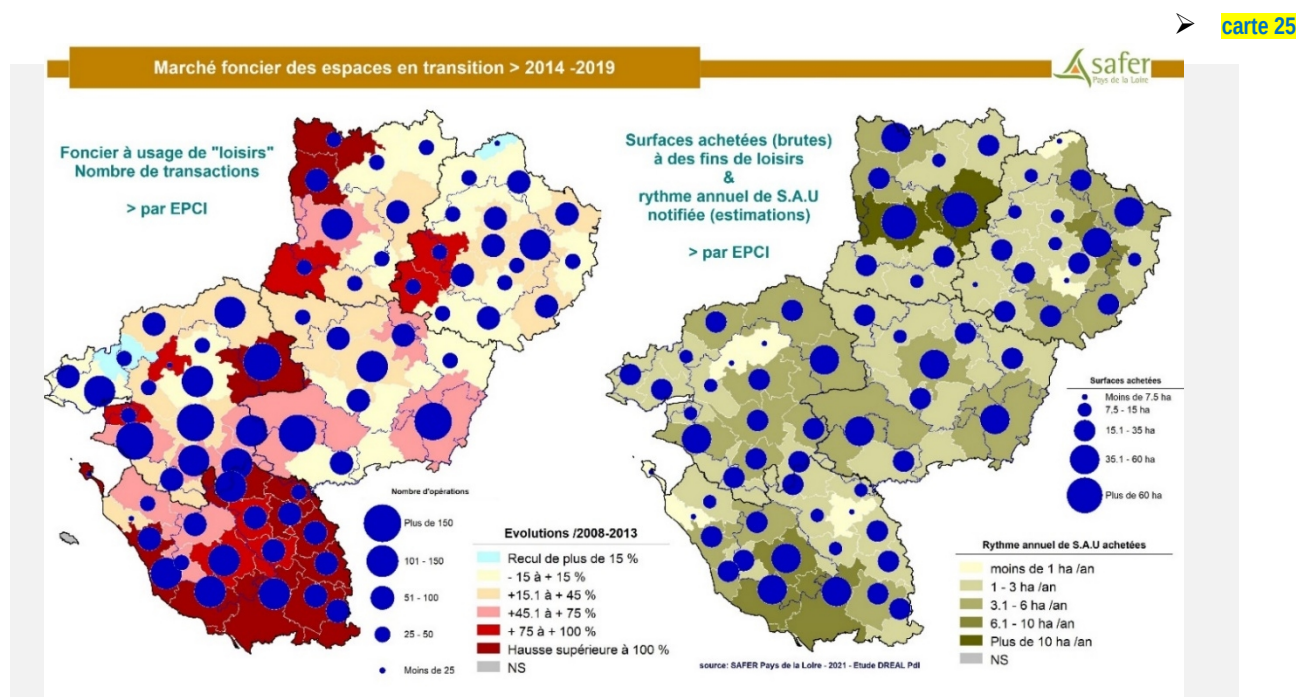 ➢ carte 25
Marché foncier des espaces en transition > 2014 -2019
safer
Pays de la Loire
Foncier à usage de "loisirs"
Nombre de transactions
> par EPCI
Surfaces achetées (brutes)
à des fins de loisirs
&
rythme annuel de S.A.U
notifiée (estimations)
> par EPCI
Nombre d'opérations
Plus de 150
101 - 150
51 - 100
25 - 50
Moins de 25
Evolutions /2008-2013
Recul de plus de 15 %
- 15 à + 15 %
+15.1 à + 45 %
+45.1 à + 75 %
+ 75 à + 100 %
Hausse supérieure à 100 %
NS
Surfaces achetées
Moins de 7.5 ha
7.5 - 15 ha
15.1 - 35 ha
35.1 - 60 ha
Plus de 60 ha
Rythme annuel de S.A.U achetées
moins de 1 ha /an
1 - 3 ha /an
3.1 - 6 ha /an
6.1 - 10 ha /an
Plus de 10 ha /an
NS
source: SAFER Pays de la Loire - 2021 - Etude DREAL Pdl